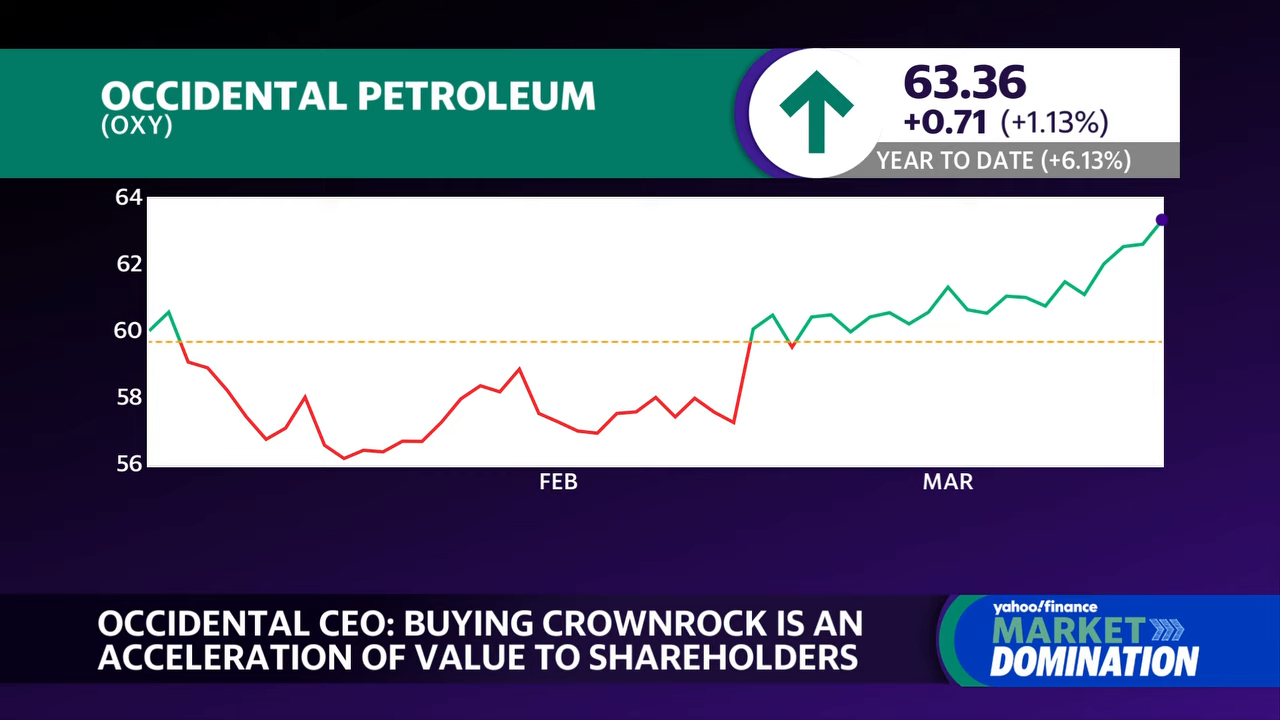 OCCIDENTAL PETROLEUM
(OXY)
63.36
+0.71 (+1.13%)
YEAR TO DATE (+6.13%)
64
62
60
58
56
FEB
MAR
OCCIDENTAL CEO: BUYING CROWNROCK IS AN
ACCELERATION OF VALUE TO SHAREHOLDERS
yahoo!finance
MARKET
DOMINATION